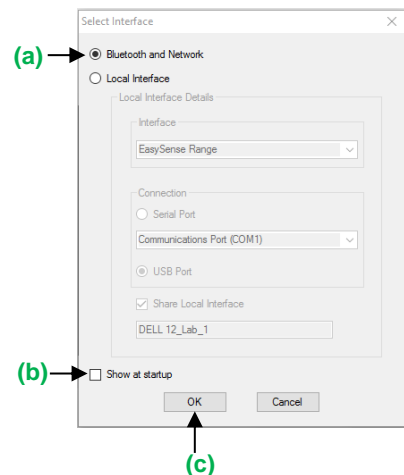 Select Interface
(a)
Bluetooth and Network
Local Interface
Local Interface Details
Interface
EasySense Range
Connection
Serial Port
Communications Port (COM1)
USB Port
Share Local Interface
DELL 12_Lab_1
(b)
Show at startup
OK Cancel
(c)